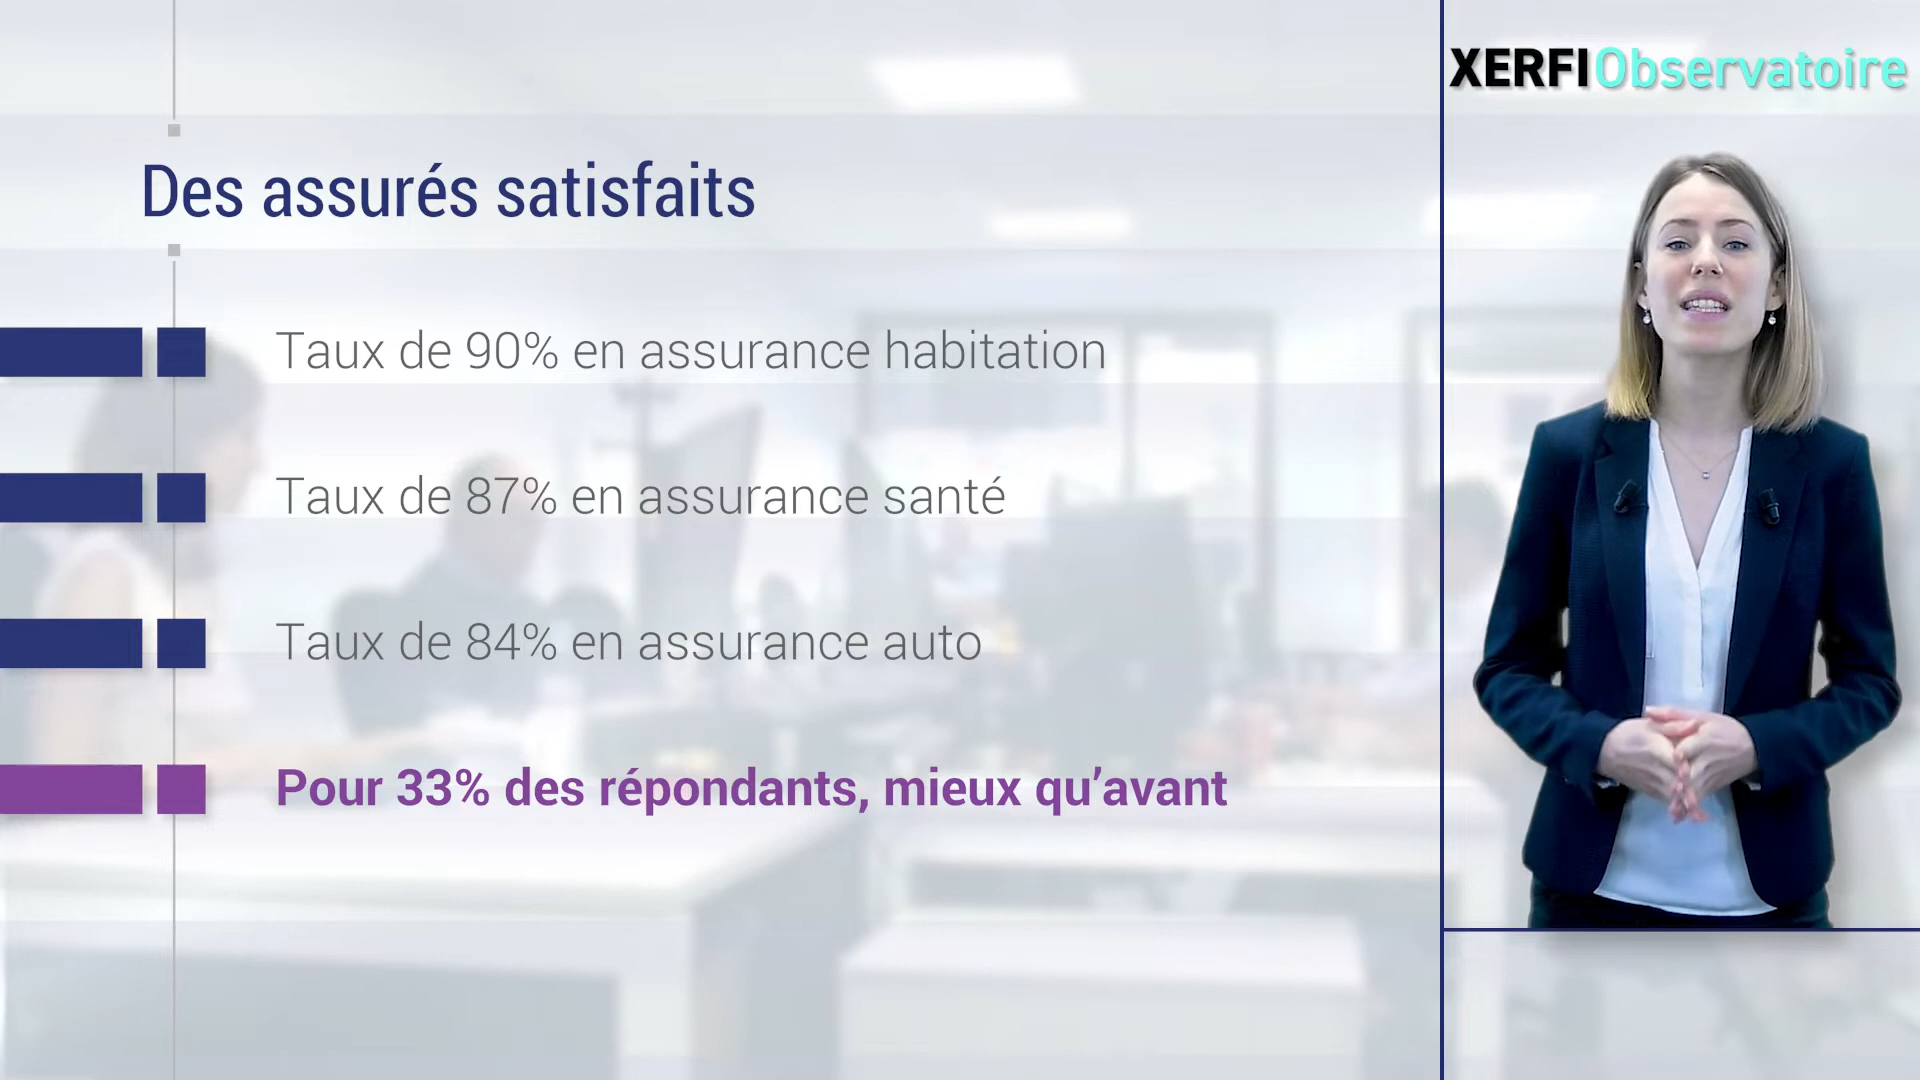 XERFI Observatoire
Des assurés satisfaits
Taux de 90% en assurance habitation
Taux de 87% en assurance santé
Taux de 84% en assurance auto
Pour 33% des répondants, mieux qu’avant